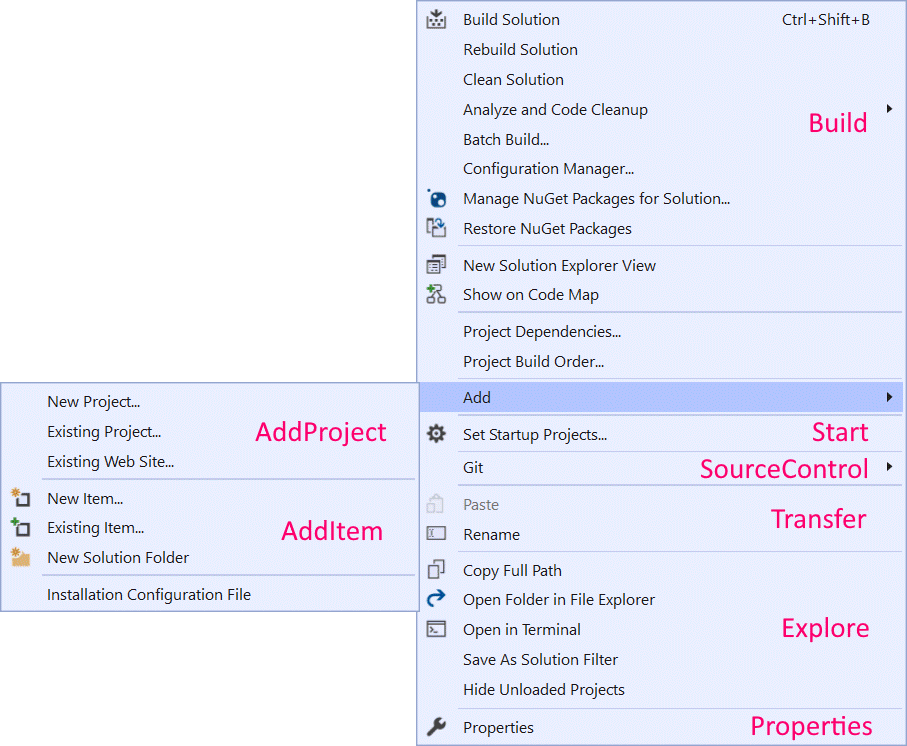 Build Solution Ctrl+Shift+B
Rebuild Solution
Clean Solution
Analyze and Code Cleanup
Build
Batch Build...
Configuration Manager...
Manage NuGet Packages for Solution...
Restore NuGet Packages
New Solution Explorer View
Show on Code Map
Project Dependencies...
Project Build Order...
Add
Set Startup Projects... Start
Git SourceControl
Paste
Transfer
Rename
Copy Full Path
Open Folder in File Explorer
Open in Terminal Explore
Save As Solution Filter
Hide Unloaded Projects
Properties Properties
New Project...
Existing Project... AddProject
Existing Web Site...
New Item...
Existing Item... AddItem
New Solution Folder
Installation Configuration File